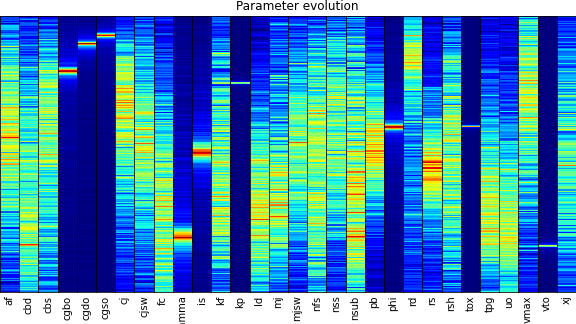 Parameter evolution
af
cbd
cbs
cgbo
cgdo
cgso
cj
cjsw
fc
is
kf
kp
ld
mj
mjsw
nfs
nss
nsub
pb
phi
rd
rs
rsh
tox
tpg
uo
vmax
vto
xj